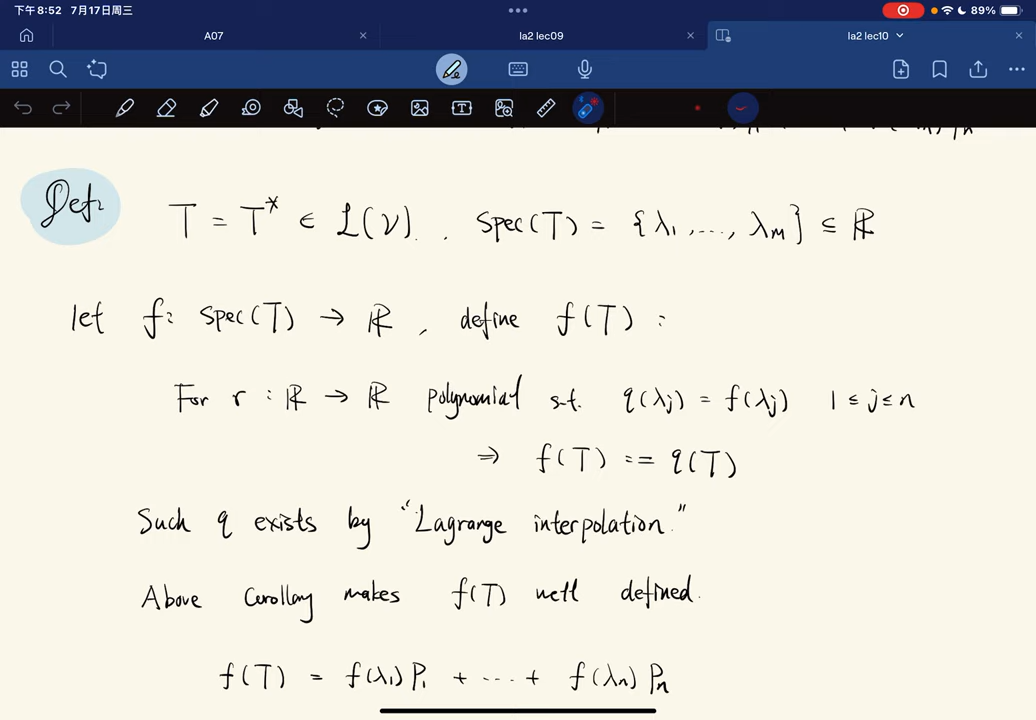 下午8:52 7月17日周三
89%
A07
la2 lec09
la2 lec10
Def:
T = T* ∈ L(V). , spec(T) = {λ₁, ..., λₘ} ⊆ ℝ
let f: spec(T) → ℝ , define f(T) :
For r : ℝ → ℝ polynomial s.t. q(λj) = f(λj) 1 ≤ j ≤ n
⇒ f(T) := q(T)
Such q exists by "Lagrange interpolation."
Above Corollary makes f(T) well defined.
f(T) = f(λ₁) P₁ + ... + f(λₙ) Pₙ